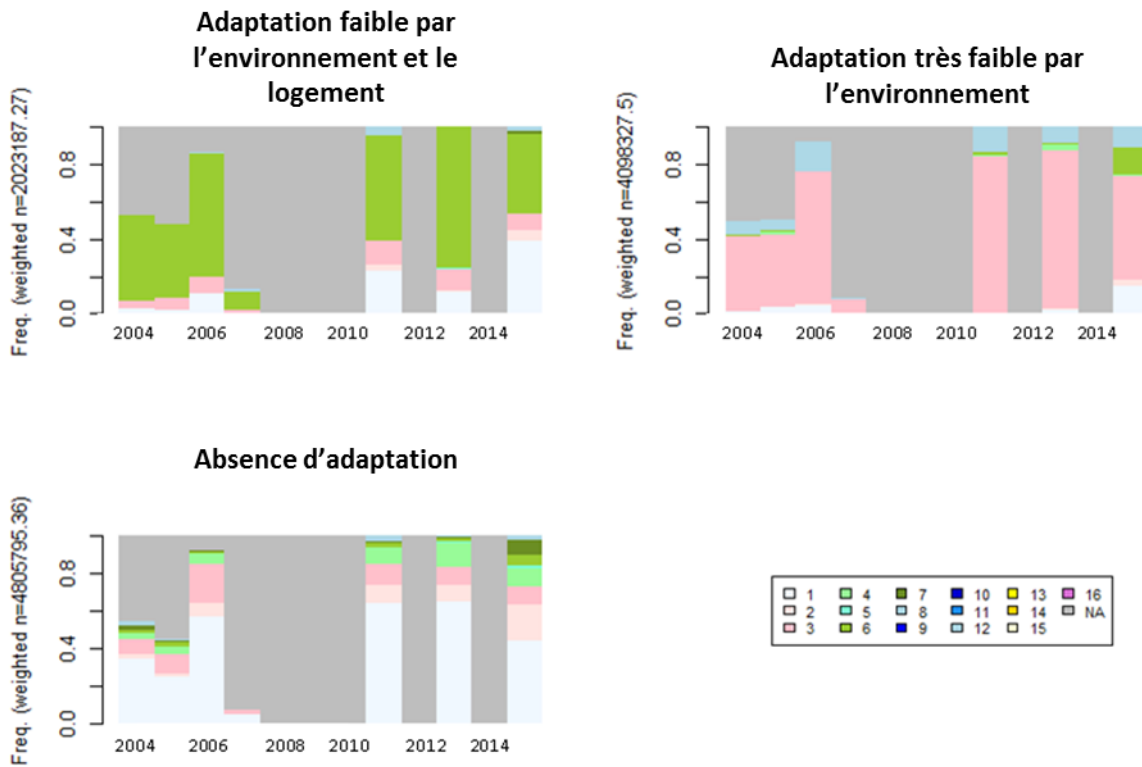 Adaptation faible par
l’environnement et le
logement
Freq. (weighted n=2023187.27)
0.8
0.4
0.0
2004 2006 2008 2010 2012 2014
Adaptation très faible par
l’environnement
Freq. (weighted n=4098327.5)
0.8
0.4
0.0
2004 2006 2008 2010 2012 2014
Absence d’adaptation
Freq. (weighted n=4805795.36)
0.8
0.4
0.0
2004 2006 2008 2010 2012 2014
1 4 7 10 13 16
2 5 8 11 14 NA
3 6 9 12 15